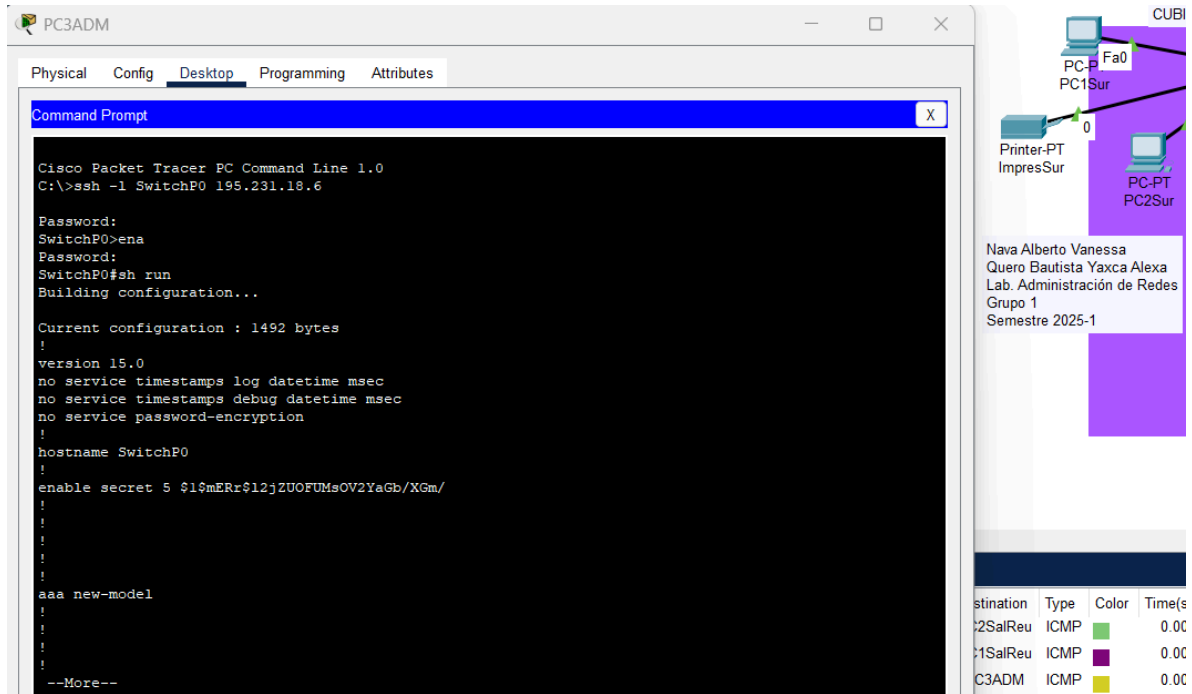 PC3ADM
Physical Config Desktop Programming Attributes
Command Prompt
X
Cisco Packet Tracer PC Command Line 1.0
C:\>ssh -l SwitchP0 195.231.18.6
Password:
SwitchP0>ena
Password:
SwitchP0#sh run
Building configuration...
Current configuration : 1492 bytes
!
version 15.0
no service timestamps log datetime msec
no service timestamps debug datetime msec
no service password-encryption
!
hostname SwitchP0
!
enable secret 5 $1$mERr$l2jZUOFUMsOV2YaGb/XGm/
!
!
!
!
!
aaa new-model
!
!
!
!
--More--
CUBI
Fa0
PC-P
PC1Sur
0
Printer-PT
ImpresSur
PC-PT
PC2Sur
Nava Alberto Vanessa
Quero Bautista Yaxca Alexa
Lab. Administración de Redes
Grupo 1
Semestre 2025-1
stination Type Color Time(s
C2SalReu ICMP 0.00
C1SalReu ICMP 0.00
C3ADM ICMP 0.00